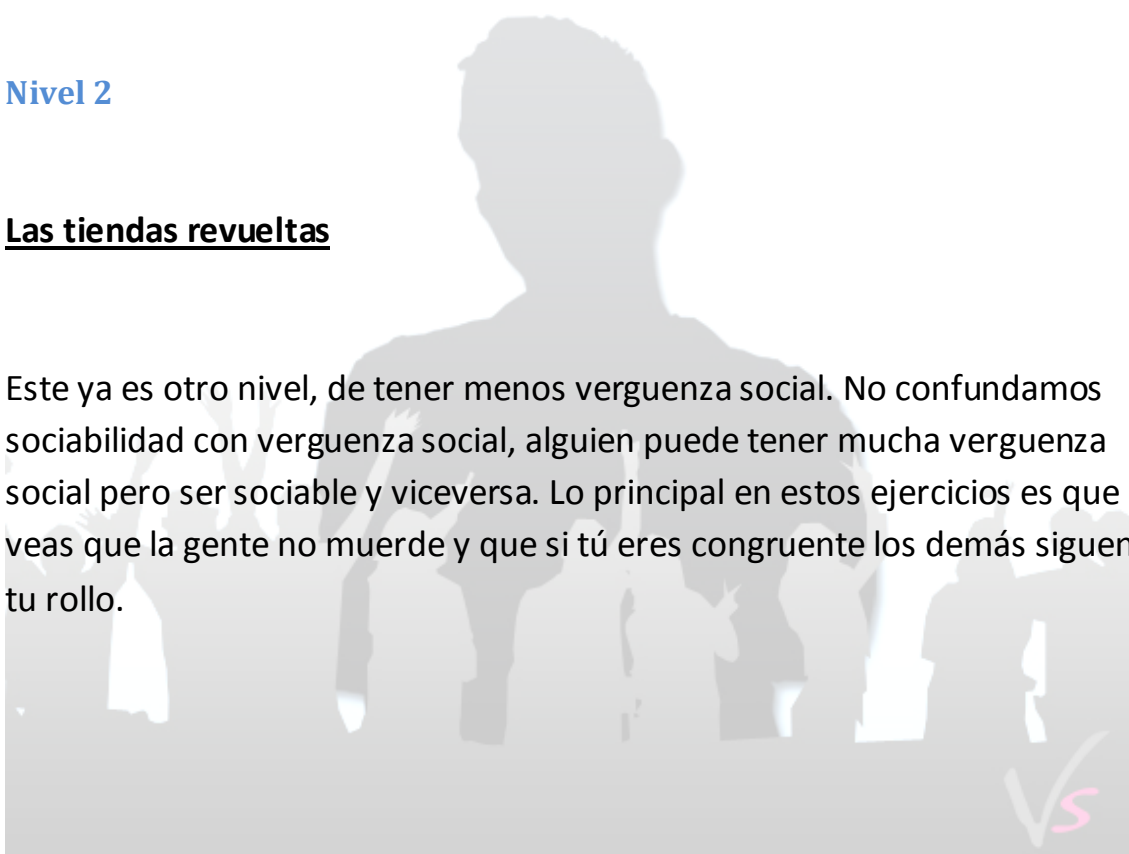 Nivel 2
Las tiendas revueltas
Este ya es otro nivel, de tener menos verguenza social. No confundamos
sociabilidad con verguenza social, alguien puede tener mucha verguenza
social pero ser sociable y viceversa. Lo principal en estos ejercicios es que
veas que la gente no muerde y que si tú eres congruente los demás siguen
tu rollo.
Vs